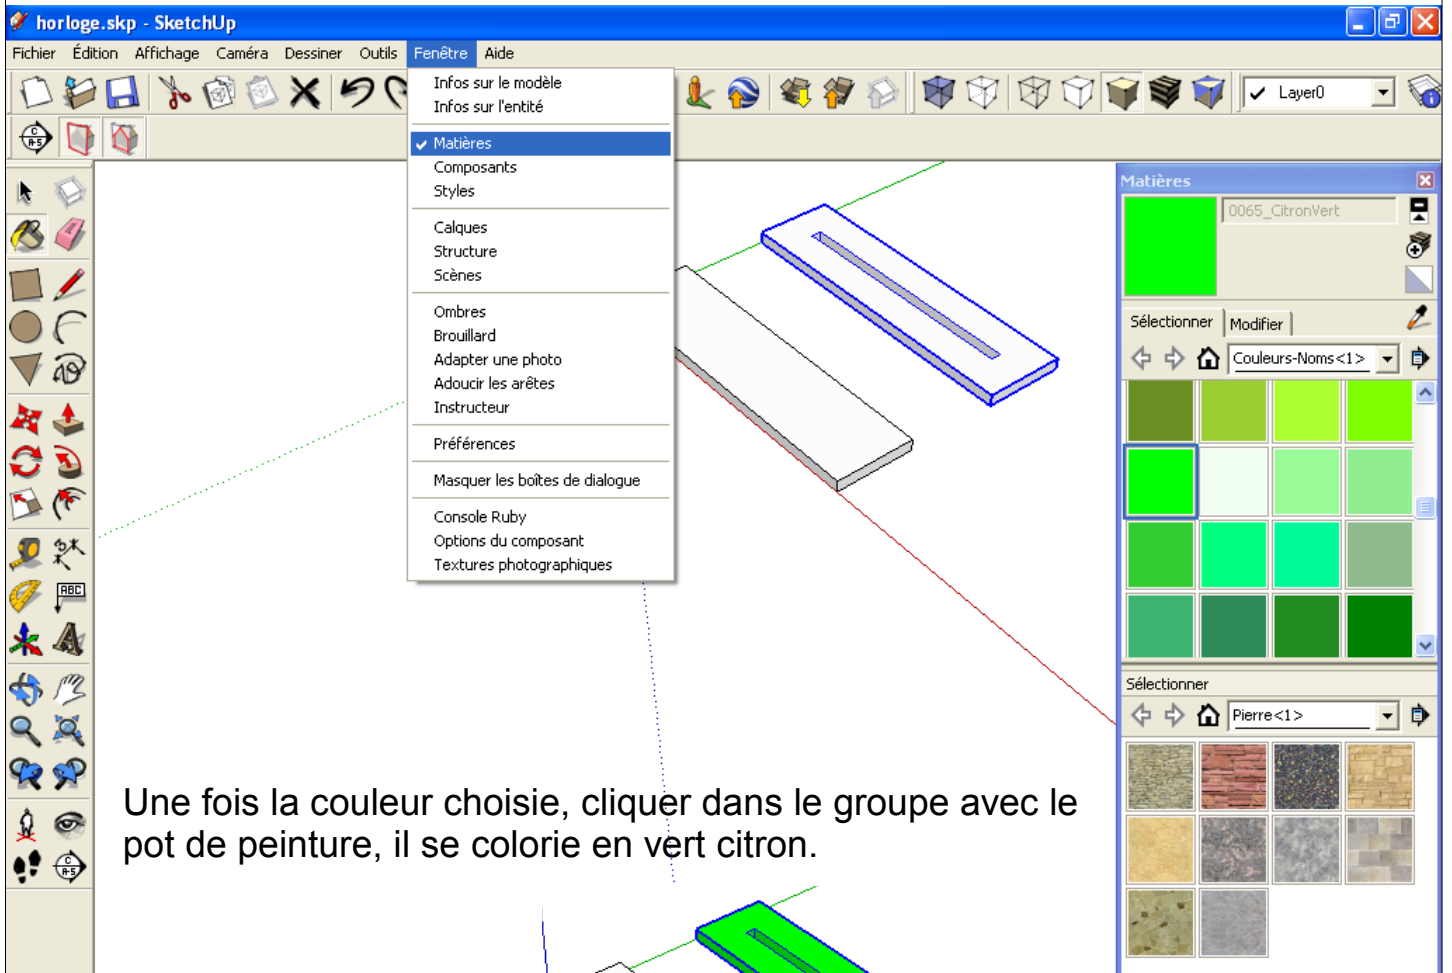 horloge.skp - SketchUp
Fichier Édition Affichage Caméra Dessiner Outils Fenêtre Aide
Infos sur le modèle
Infos sur l'entité
Matières
Composants
Styles
Calques
Structure
Scènes
Ombres
Brouillard
Adapter une photo
Adoucir les arêtes
Instructeur
Préférences
Masquer les boîtes de dialogue
Console Ruby
Options du composant
Textures photographiques
Layer0
C
A-5
ABC
3
A
C
A-5
Matières
0065_CitronVert
Sélectionner Modifier
Couleurs-Noms<1>
Sélectionner
Pierre<1>
Une fois la couleur choisie, cliquer dans le groupe avec le
pot de peinture, il se colorie en vert citron.